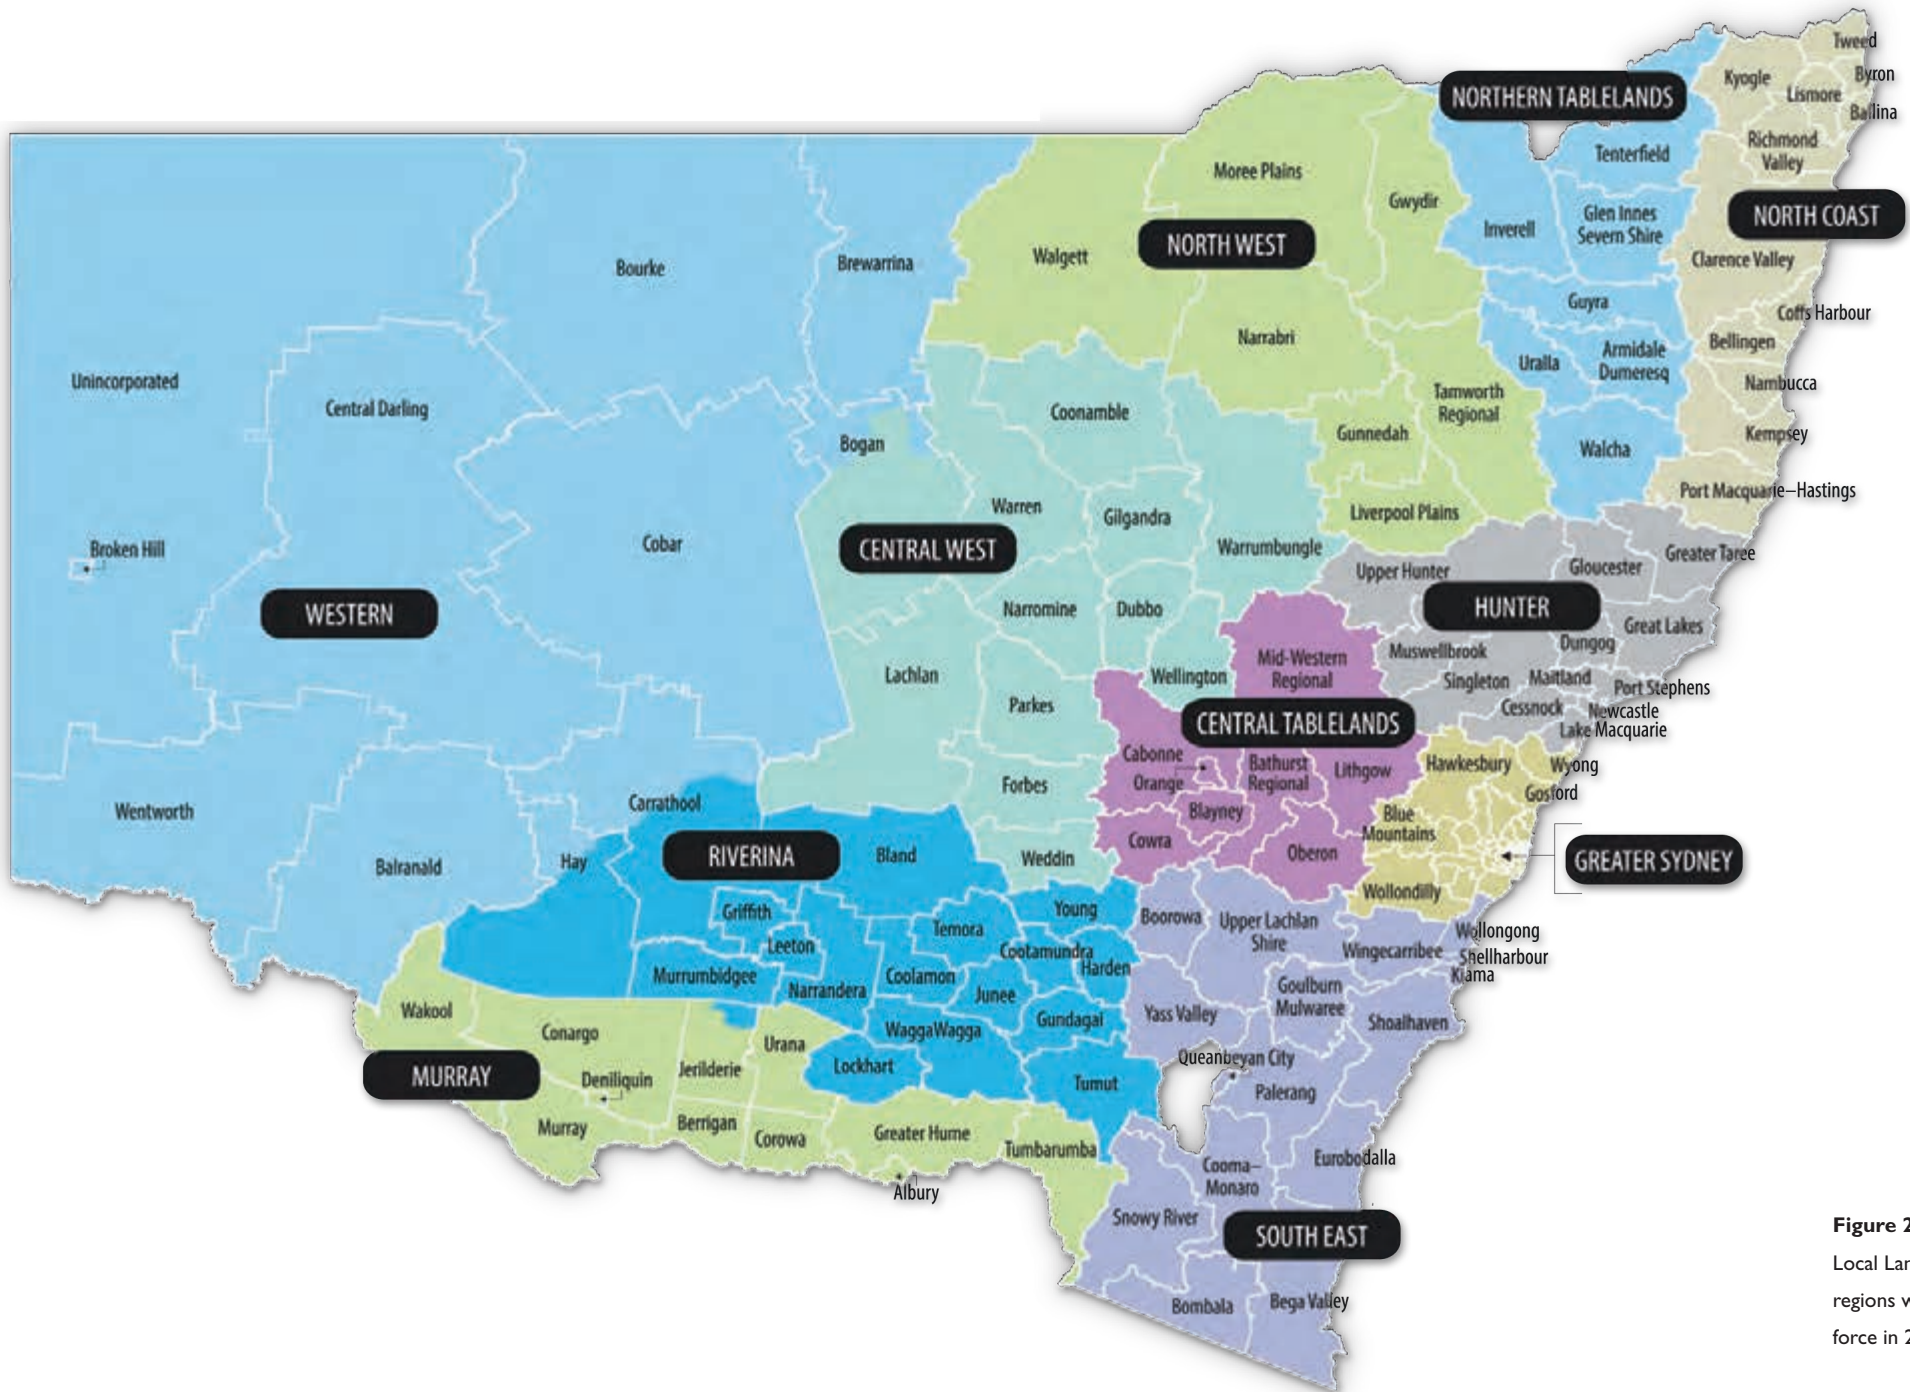 Tweed
Kyogle
Byron
Lismore
Ballina
NORTHERN TABLELANDS
Richmond
Valley
Tenterfield
Moree Plains
Gwydir
Inverell
Glen Innes
Severn Shire
NORTH COAST
NORTH WEST
Walgett
Clarence Valley
Bourke
Brewarrina
Guyra
Coffs Harbour
Narrabri
Bellingen
Uralla
Armidale
Dumeresq
Unincorporated
Central Darling
Nambucca
Tamworth
Regional
Coonamble
Gunnedah
Kempsey
Bogan
Walcha
Port Macquarie–Hastings
Warren
Gilgandra
Liverpool Plains
Broken Hill
Cobar
CENTRAL WEST
Warrumbungle
Greater Taree
Upper Hunter
Gloucester
WESTERN
Narromine
Dubbo
HUNTER
Great Lakes
Dungog
Muswellbrook
Mid-Western
Regional
Lachlan
Wellington
Singleton
Maitland
Port Stephens
Parkes
Cessnock
Newcastle
CENTRAL TABLELANDS
Lake Macquarie
Cabonne
Orange
Bathurst
Regional
Lithgow
Hawkesbury
Wyong
Forbes
Gosford
Wentworth
Carrathool
Blayney
Blue
Mountains
Cowra
Balranald
Hay
RIVERINA
Bland
Weddin
Oberon
GREATER SYDNEY
Wollondilly
Griffith
Young
Boorowa
Upper Lachlan
Shire
Leeton
Temora
Wollongong
Cootamundra
Wingecarribee
Shellharbour
Murrumbidgee
Coolamon
Harden
Kiama
Narrandera
Junee
Goulburn
Mulwaree
Wakool
Yass Valley
Conargo
WaggaWagga
Gundagai
Shoalhaven
Urana
Queanbeyan City
MURRAY
Deniliquin
Jerilderie
Lockhart
Tumut
Palerang
Murray
Berrigan
Corowa
Greater Hume
Tumbarumba
Albury
Eurobodalla
Cooma–
Monaro
Snowy River
SOUTH EAST
Bombala
Bega Valley
Figure 2
Local Lan
regions w
force in 2